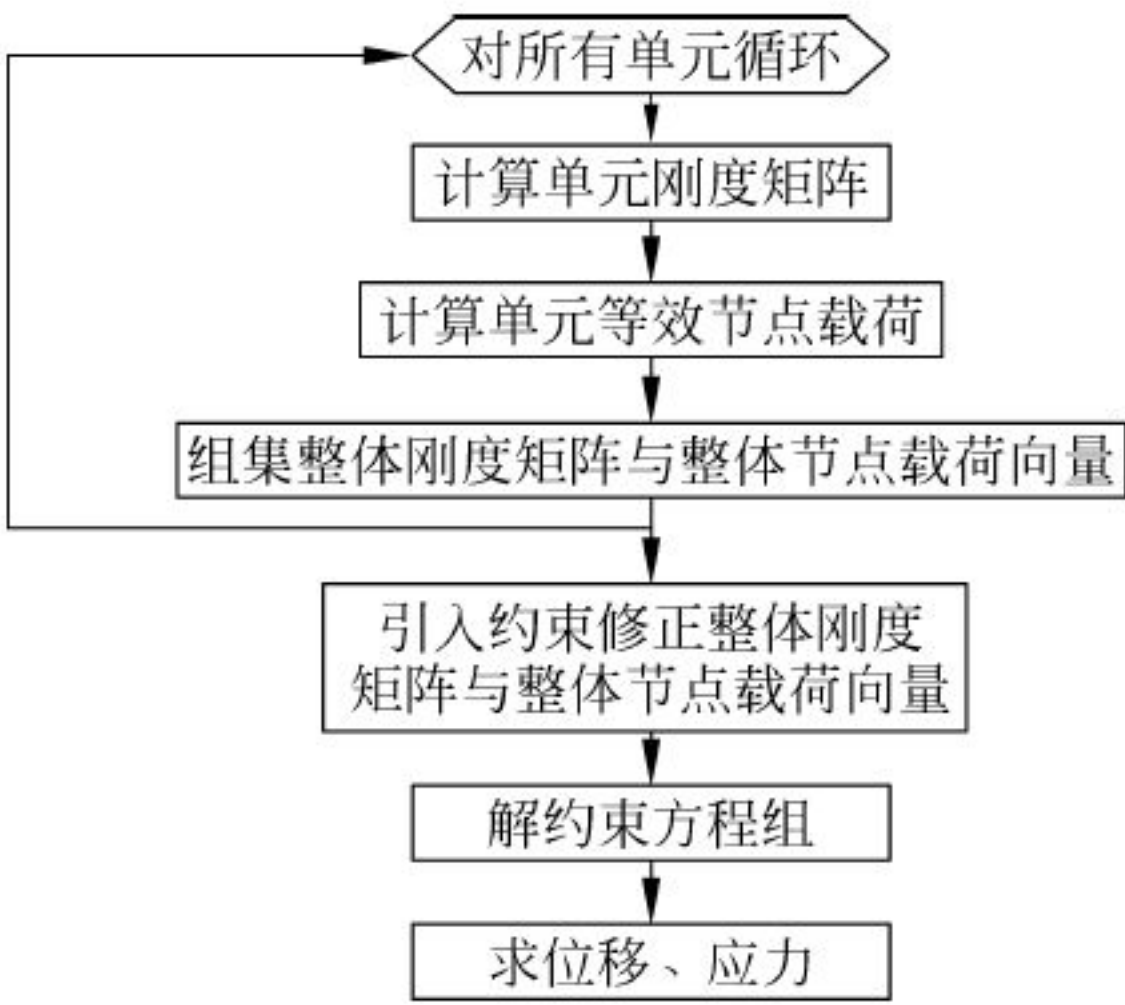 对所有单元循环
计算单元刚度矩阵
计算单元等效节点载荷
组集整体刚度矩阵与整体节点载荷向量
引入约束修正整体刚度
矩阵与整体节点载荷向量
解约束方程组
求位移、应力